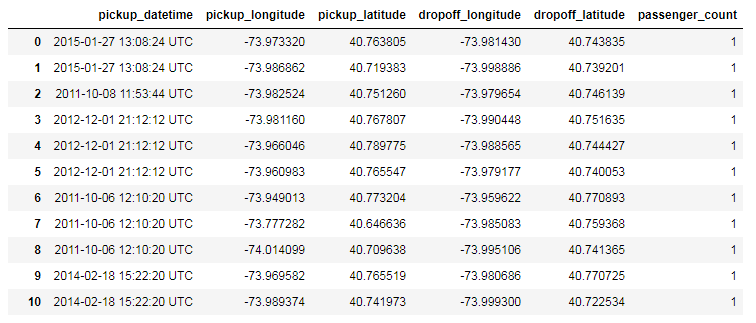 pickup_datetime pickup_longitude pickup_latitude dropoff_longitude dropoff_latitude passenger_count
0 2015-01-27 13:08:24 UTC -73.973320 40.763805 -73.981430 40.743835 1
1 2015-01-27 13:08:24 UTC -73.986862 40.719383 -73.998886 40.739201 1
2 2011-10-08 11:53:44 UTC -73.982524 40.751260 -73.979654 40.746139 1
3 2012-12-01 21:12:12 UTC -73.981160 40.767807 -73.990448 40.751635 1
4 2012-12-01 21:12:12 UTC -73.966046 40.789775 -73.988565 40.744427 1
5 2012-12-01 21:12:12 UTC -73.960983 40.765547 -73.979177 40.740053 1
6 2011-10-06 12:10:20 UTC -73.949013 40.773204 -73.959622 40.770893 1
7 2011-10-06 12:10:20 UTC -73.777282 40.646636 -73.985083 40.759368 1
8 2011-10-06 12:10:20 UTC -74.014099 40.709638 -73.995106 40.741365 1
9 2014-02-18 15:22:20 UTC -73.969582 40.765519 -73.980686 40.770725 1
10 2014-02-18 15:22:20 UTC -73.989374 40.741973 -73.999300 40.722534 1